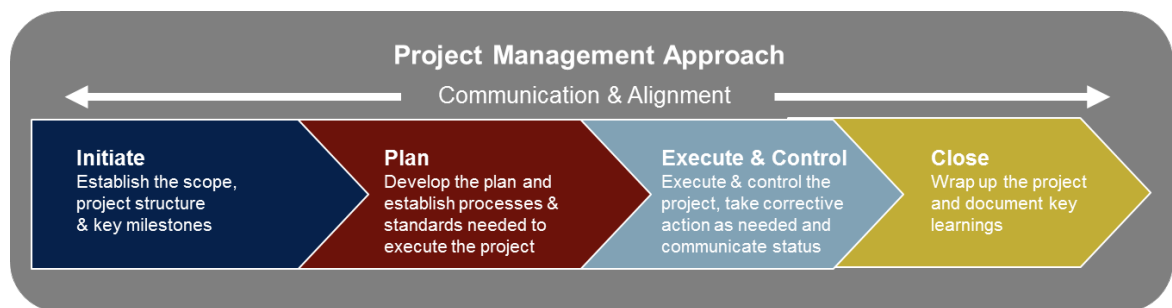 Project Management Approach
Communication & Alignment
Initiate
Establish the scope,
project structure
& key milestones
Plan
Develop the plan and
establish processes &
standards needed to
execute the project
Execute & Control
Execute & control the
project, take corrective
action as needed and
communicate status
Close
Wrap up the project
and document key
learnings